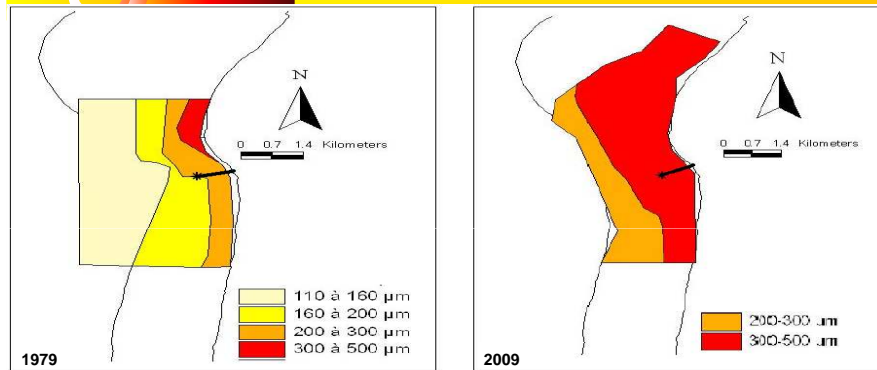 N
0 0.7 1.4 Kilometers
110 à 160 µm
160 à 200 µm
200 à 300 µm
300 à 500 µm
1979
N
0 0.7 1.4 Kilometers
200-300 µm
300-500 µm
2009